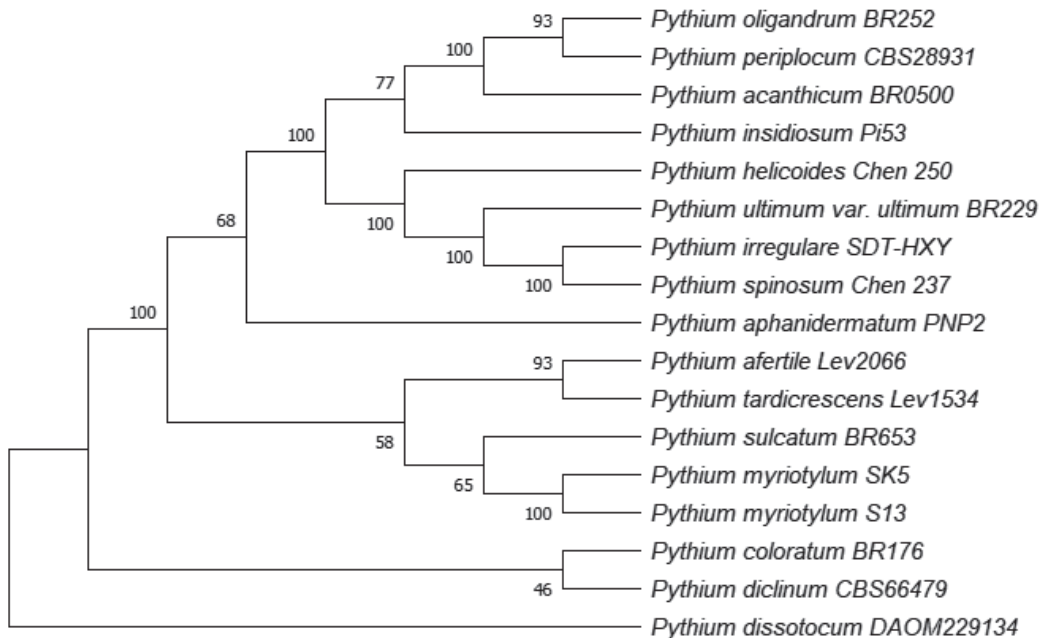 93
Pythium oligandrum BR252
Pythium periplocum CBS28931
100
Pythium acanthicum BR0500
77
Pythium insidiosum Pi53
100
Pythium helicoides Chen 250
Pythium ultimum var. ultimum BR229
68
100
Pythium irregulare SDT-HXY
100
Pythium spinosum Chen 237
100
Pythium aphanidermatum PNP2
100
Pythium afertile Lev2066
93
Pythium tardicrescens Lev1534
Pythium sulcatum BR653
58
Pythium myriotylum SK5
65
Pythium myriotylum S13
100
Pythium coloratum BR176
Pythium diclinum CBS66479
46
Pythium dissotocum DAOM229134